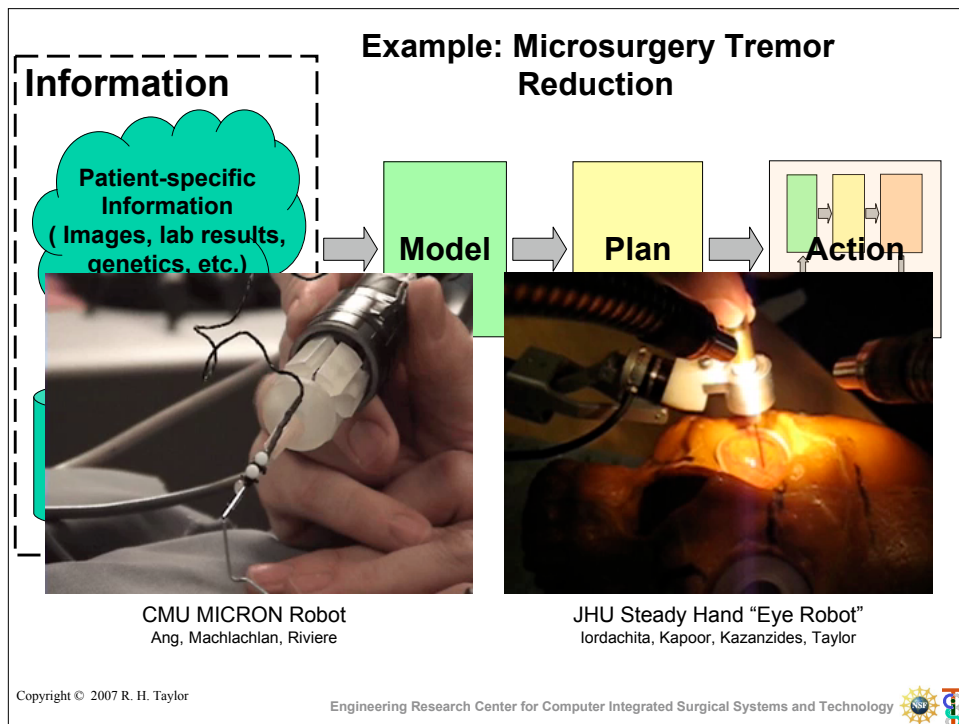 Example: Microsurgery Tremor
Reduction
Information
Patient-specific
Information
( Images, lab results,
genetics, etc.)
Model
Plan
Action
CMU MICRON Robot
Ang, Machlachlan, Riviere
JHU Steady Hand “Eye Robot”
Iordachita, Kapoor, Kazanzides, Taylor
Copyright © 2007 R. H. Taylor
Engineering Research Center for Computer Integrated Surgical Systems and Technology
NSF